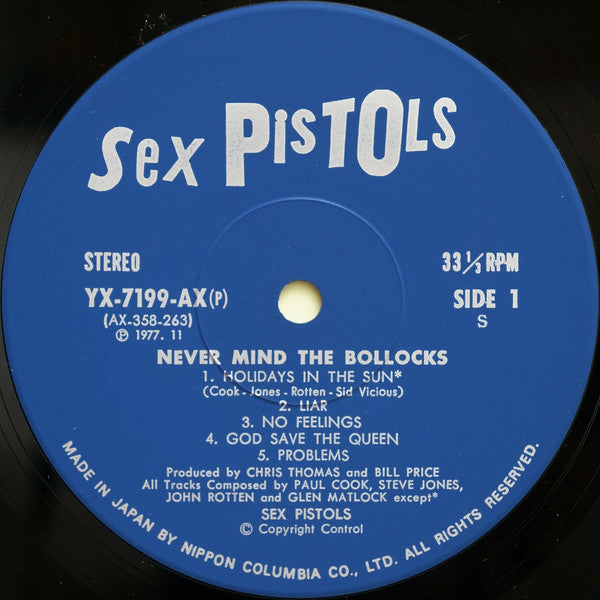 SEX PISTOLS
STEREO
33 1/3 RPM
YX-7199-AX(P)
SIDE 1
(AX-358-263)
S
℗ 1977. 11
NEVER MIND THE BOLLOCKS
1. HOLIDAYS IN THE SUN*
(Cook - Jones - Rotten - Sid Vicious)
2. LIAR
3. NO FEELINGS
4. GOD SAVE THE QUEEN
5. PROBLEMS
Produced by CHRIS THOMAS and BILL PRICE
All Tracks Composed by PAUL COOK, STEVE JONES,
JOHN ROTTEN and GLEN MATLOCK except*
SEX PISTOLS
© Copyright Control
MADE IN JAPAN BY NIPPON COLUMBIA CO., LTD. ALL RIGHTS RESERVED.